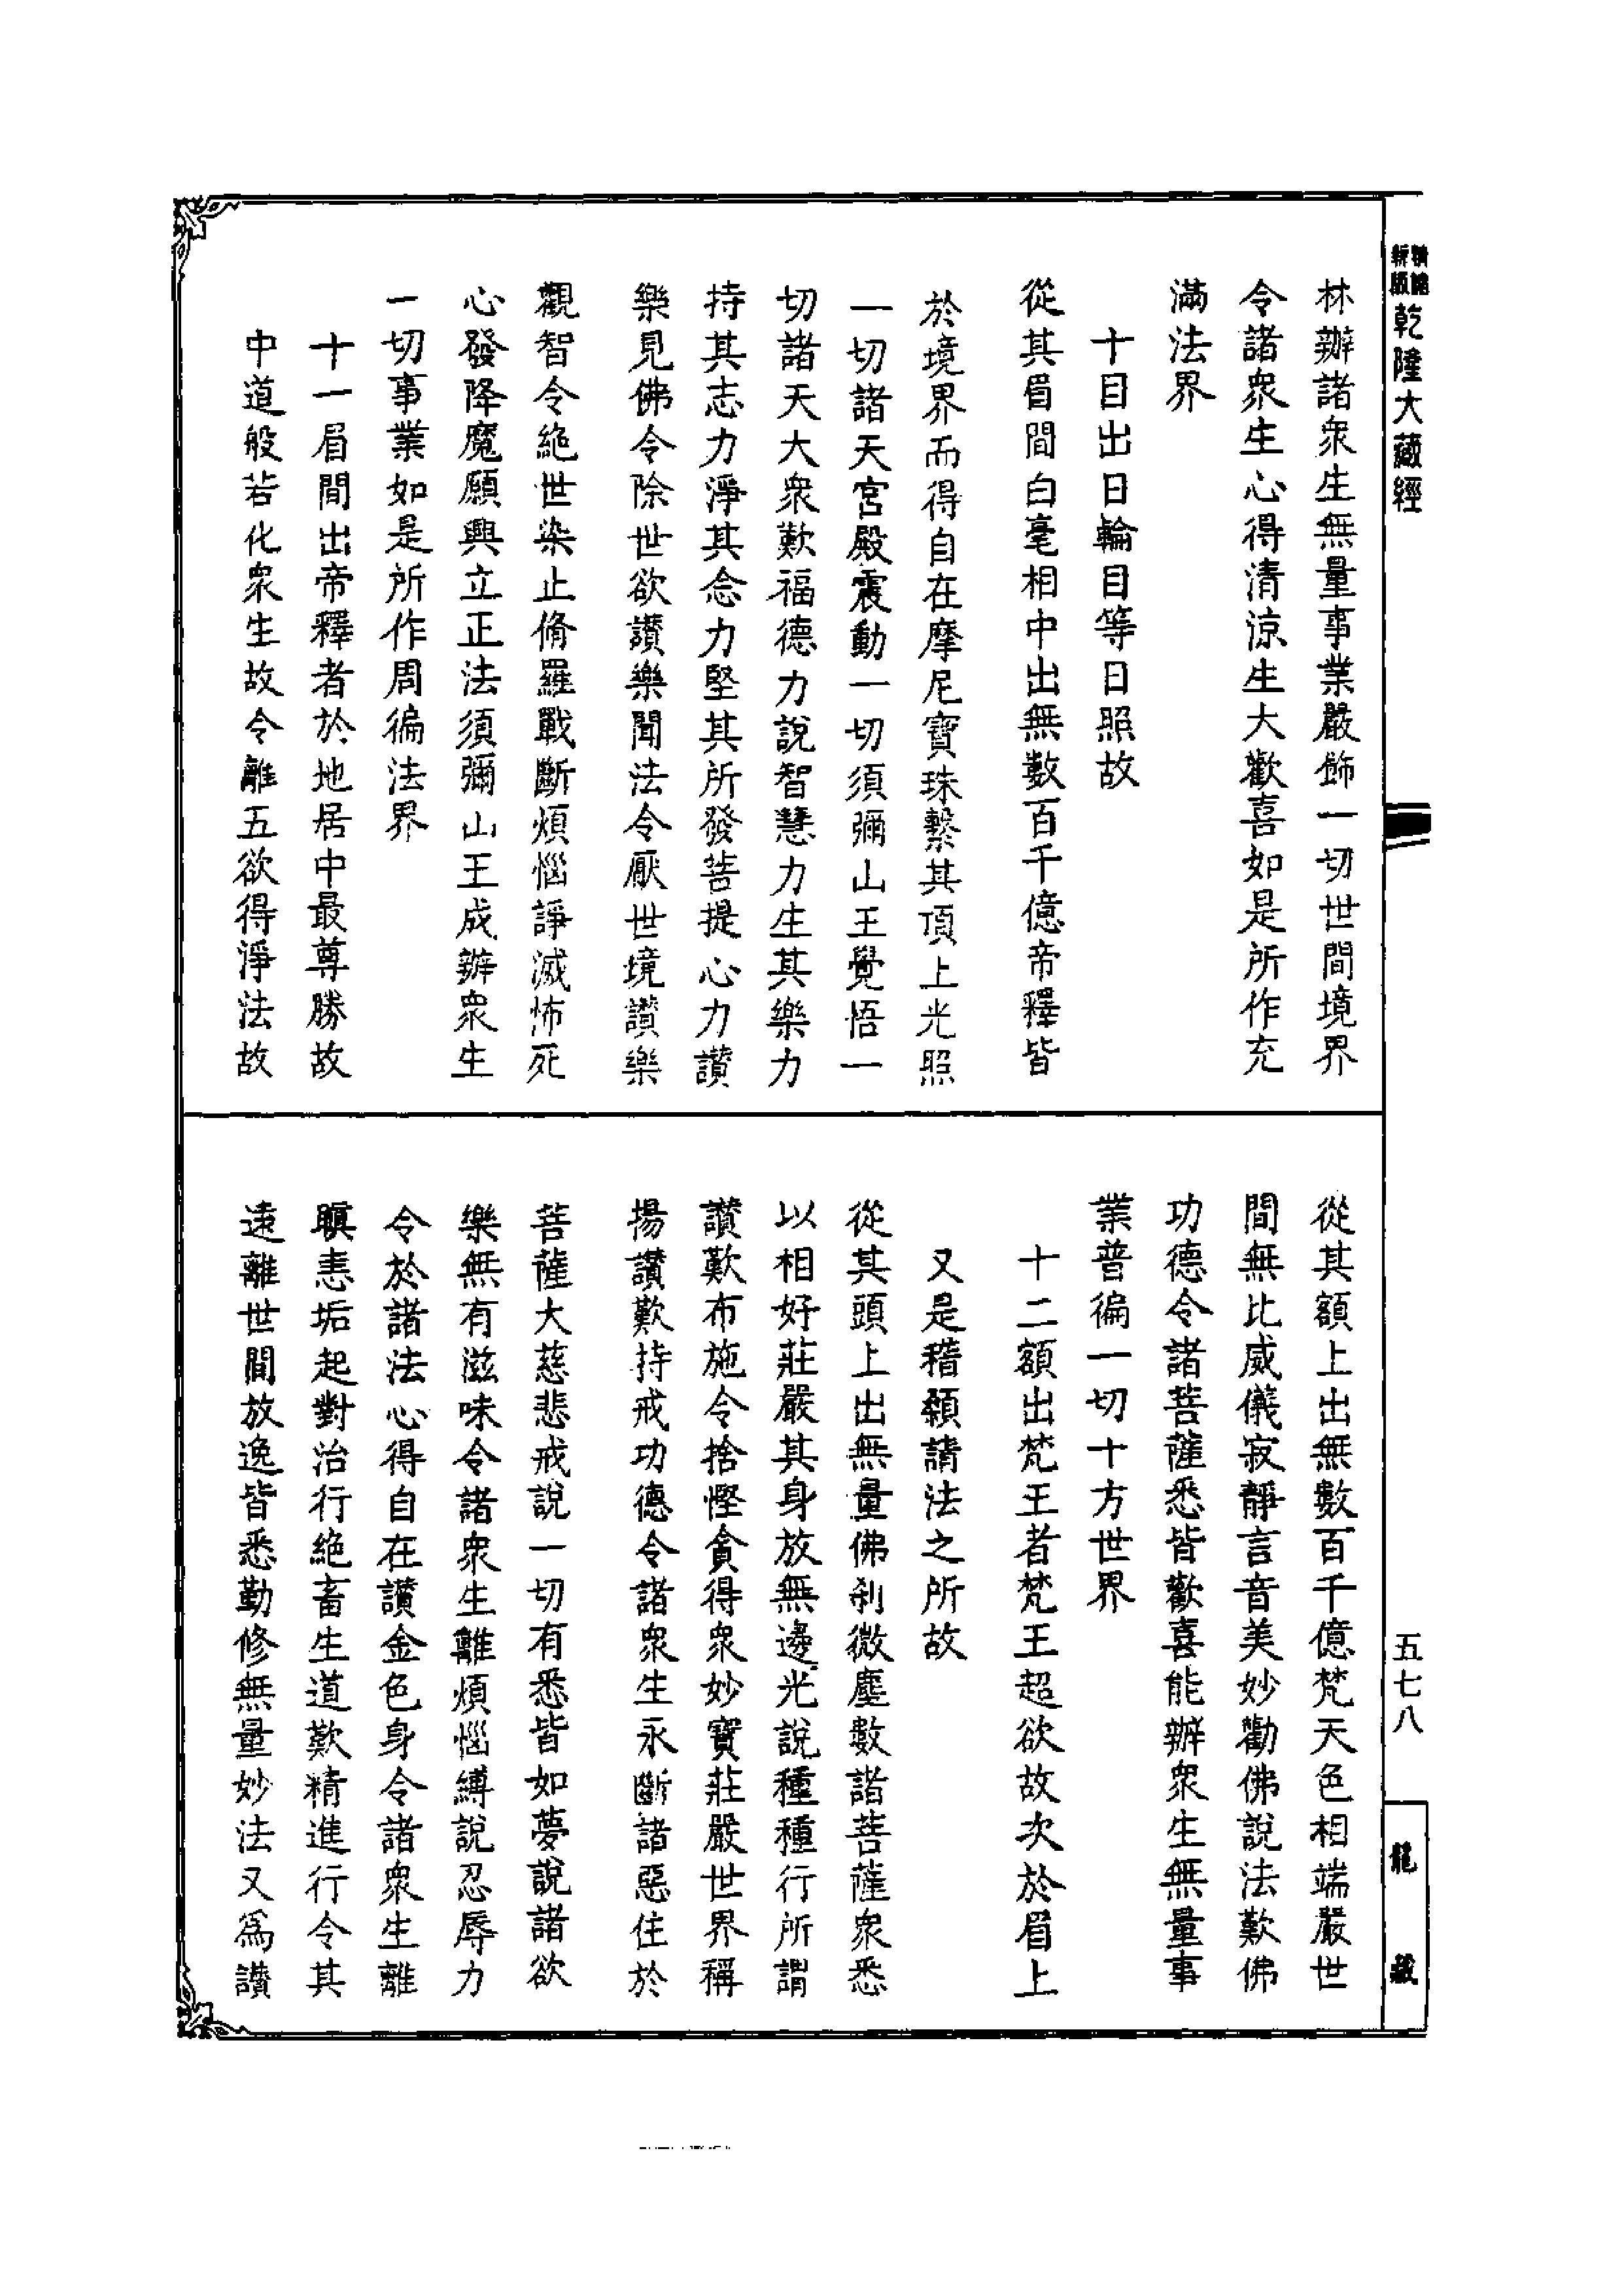 精譜
新版
乾隆大藏經
林辦諸衆生無量事業嚴飾一切世間境界
令諸衆生心得清涼生大歡喜如是所作充
滿法界
十目出日輪目等日照故
從其眉間白毫相中出無數百千億帝釋皆
於境界而得自在摩尼寶珠繫其頂上光照
一切諸天宮殿震動一切須彌山王覺悟一
切諸天大衆歎福德力說智慧力生其樂力
持其志力淨其念力堅其所發菩提心力讚
樂見佛令除世欲讚樂聞法令厭世境讚樂
觀智令絶世染止脩羅戰斷煩惱諍滅怖死
心發降魔願興立正法須彌山王成辦衆生
一切事業如是所作周徧法界
十一眉間出帝釋者於地居中最尊勝故
中道般若化衆生故令離五欲得淨法故
從其額上出無數百千億梵天色相端嚴世
間無比威儀寂靜言音美妙勸佛說法歎佛
功德令諸菩薩悉皆歡喜能辦衆生無量事
業普徧一切十方世界
十二額出梵王者梵王超欲故次於眉上
又是稽顙請法之所故
從其頭上出無量佛刹微塵數諸菩薩衆悉
以相好莊嚴其身放無邊光說種種行所謂
讚歎布施令捨慳貪得衆妙寶莊嚴世界稱
揚讚歎持戒功德令諸衆生永斷諸惡住於
菩薩大慈悲戒說一切有悉皆如夢說諸欲
樂無有滋味令諸衆生離煩惱縛說忍辱力
令於諸法心得自在讚金色身令諸衆生離
瞋恚垢起對治行絶畜生道歎精進行令其
遠離世間放逸皆悉勤修無量妙法又爲讚
五七八
龍藏